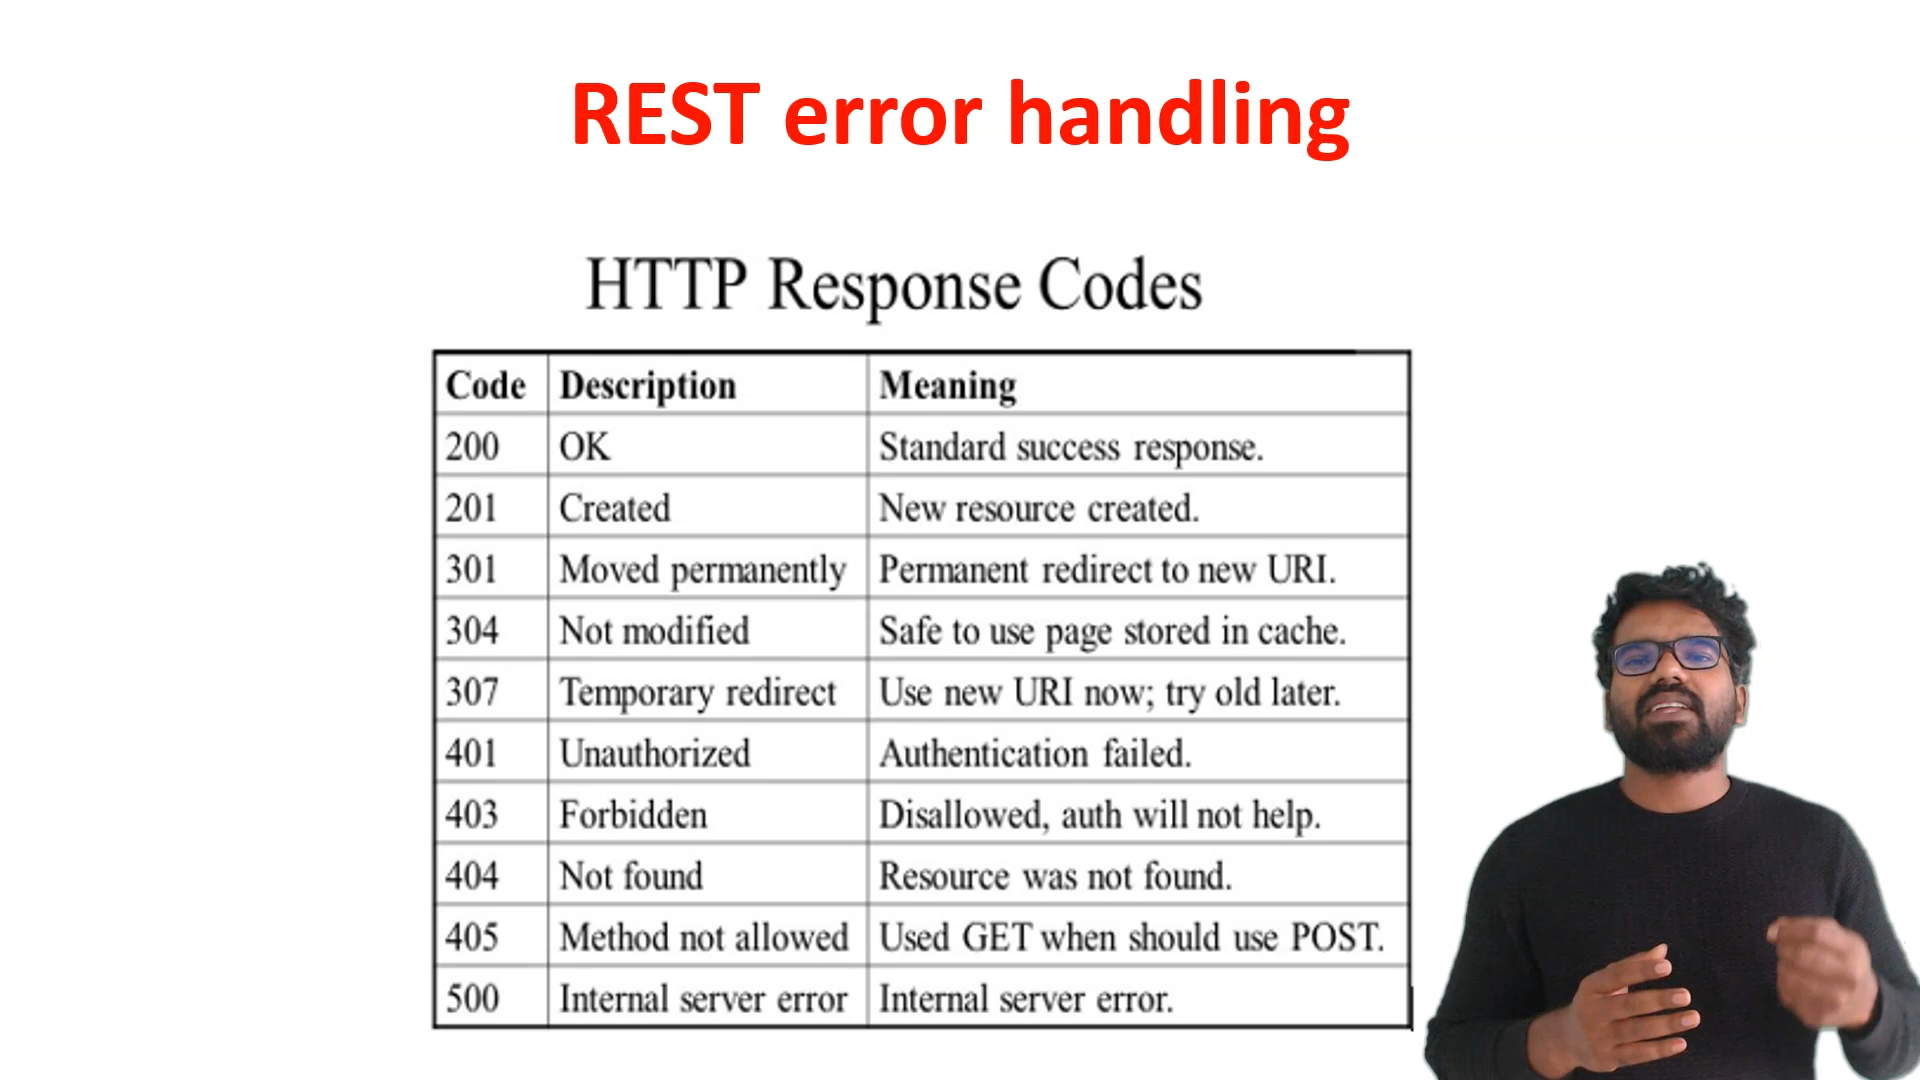 REST error handling
HTTP Response Codes
Code Description Meaning
200 OK Standard success response.
201 Created New resource created.
301 Moved permanently Permanent redirect to new URI.
304 Not modified Safe to use page stored in cache.
307 Temporary redirect Use new URI now; try old later.
401 Unauthorized Authentication failed.
403 Forbidden Disallowed, auth will not help.
404 Not found Resource was not found.
405 Method not allowed Used GET when should use POST.
500 Internal server error Internal server error.